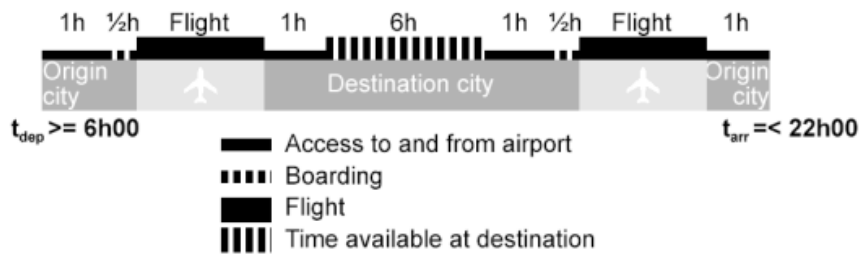 1h ½h Flight 1h 6h 1h ½h Flight 1h
Origin city
Destination city
Origin city
t_dep >= 6h00
t_arr =< 22h00
Access to and from airport
Boarding
Flight
Time available at destination